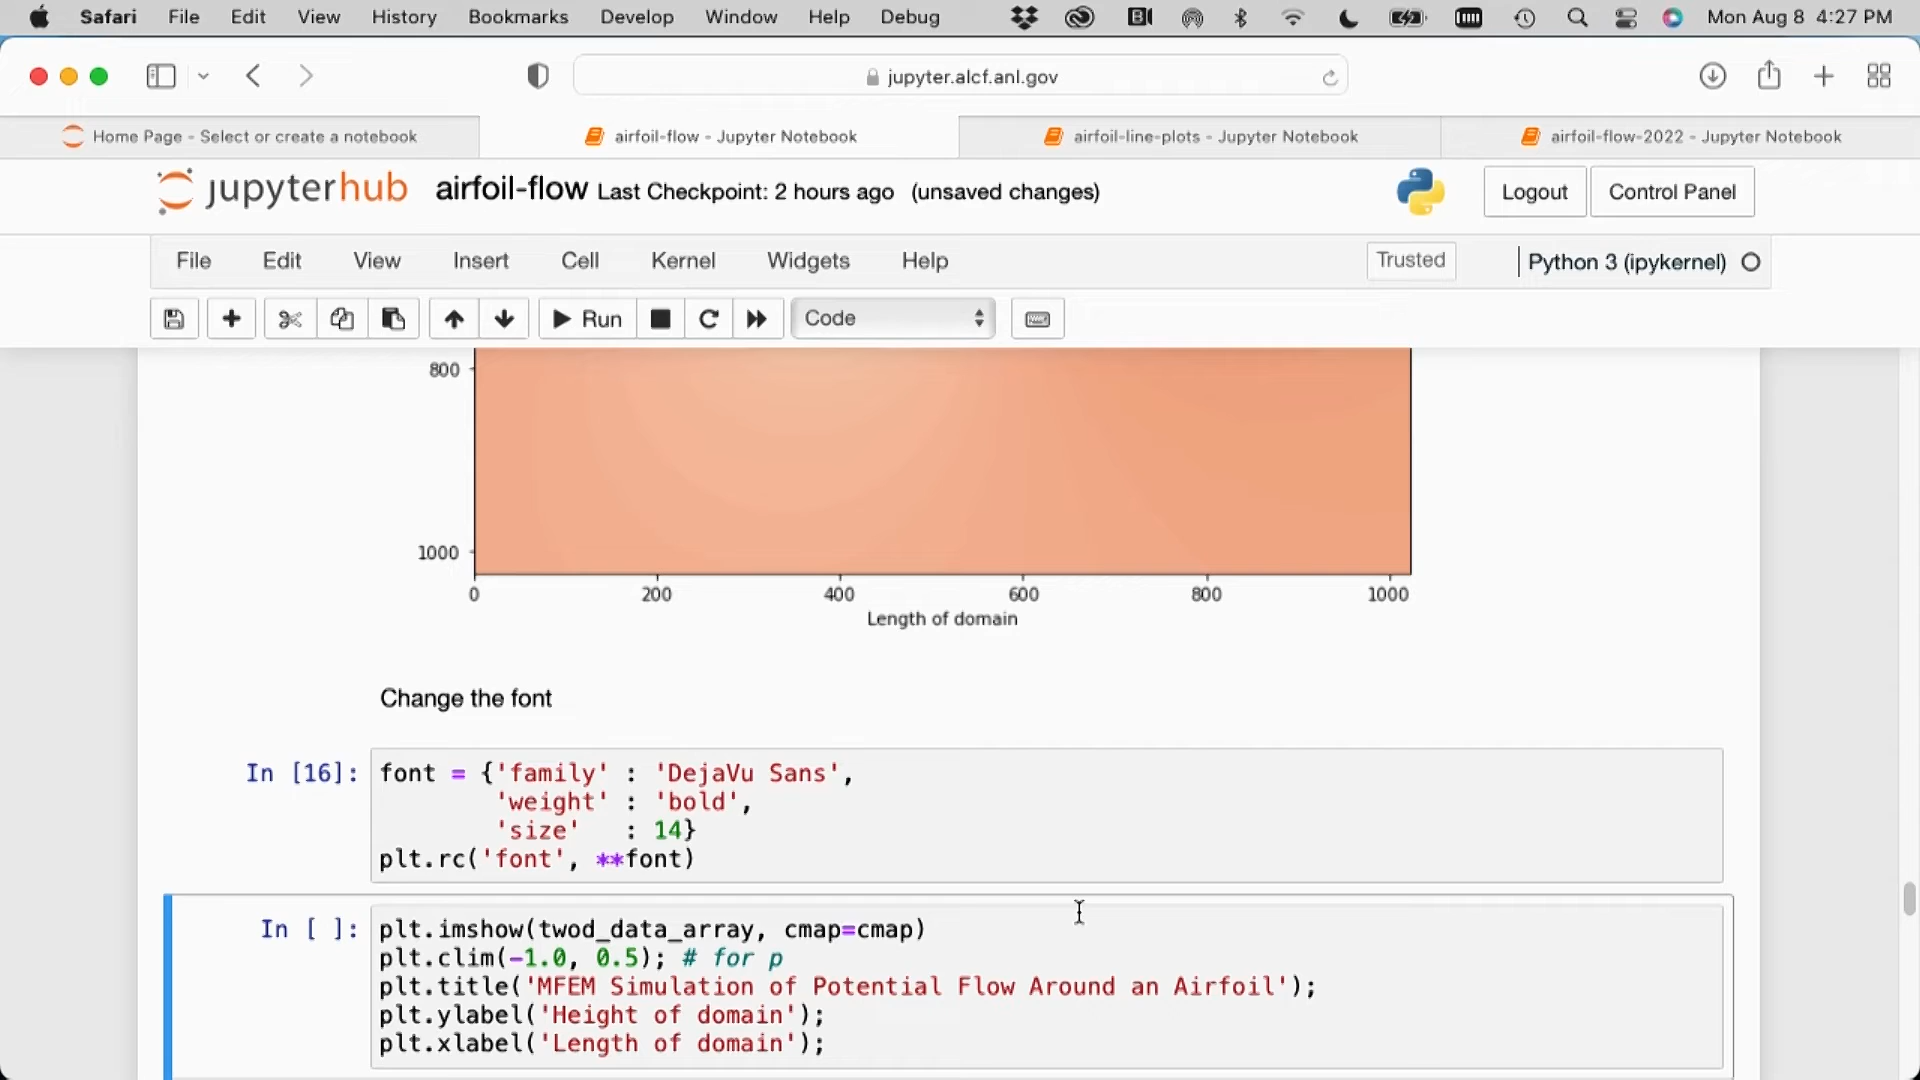 Safari File Edit View History Bookmarks Develop Window Help Debug Mon Aug 8 4:27 PM
jupyter.alcf.anl.gov
Home Page - Select or create a notebook airfoil-flow - Jupyter Notebook airfoil-line-plots - Jupyter Notebook airfoil-flow-2022 - Jupyter Notebook
jupyterhub airfoil-flow Last Checkpoint: 2 hours ago (unsaved changes) Logout Control Panel
File Edit View Insert Cell Kernel Widgets Help Trusted Python 3 (ipykernel)
Run Code
800
1000
0 200 400 600 800 1000
Length of domain
Change the font
In [16]: font = {'family' : 'DejaVu Sans',
'weight' : 'bold',
'size' : 14}
plt.rc('font', **font)
In [ ]: plt.imshow(twod_data_array, cmap=cmap)
plt.clim(-1.0, 0.5); # for p
plt.title('MFEM Simulation of Potential Flow Around an Airfoil');
plt.ylabel('Height of domain');
plt.xlabel('Length of domain');